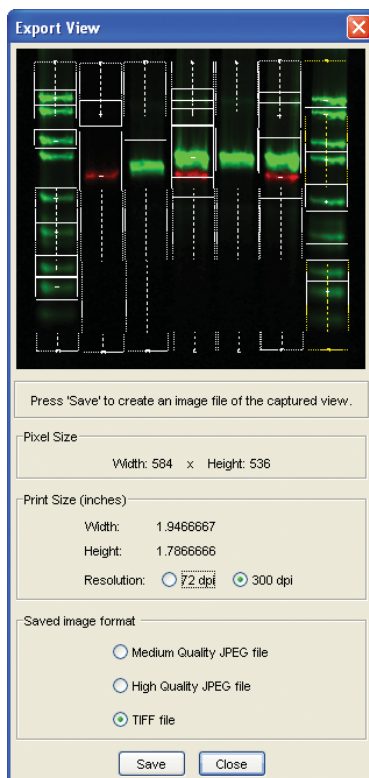 Export View
Press 'Save' to create an image file of the captured view.
Pixel Size
Width: 584 x Height: 536
Print Size (inches)
Width: 1.9466667
Height: 1.7866666
Resolution: 72 dpi 300 dpi
Saved image format
Medium Quality JPEG file
High Quality JPEG file
TIFF file
Save Close